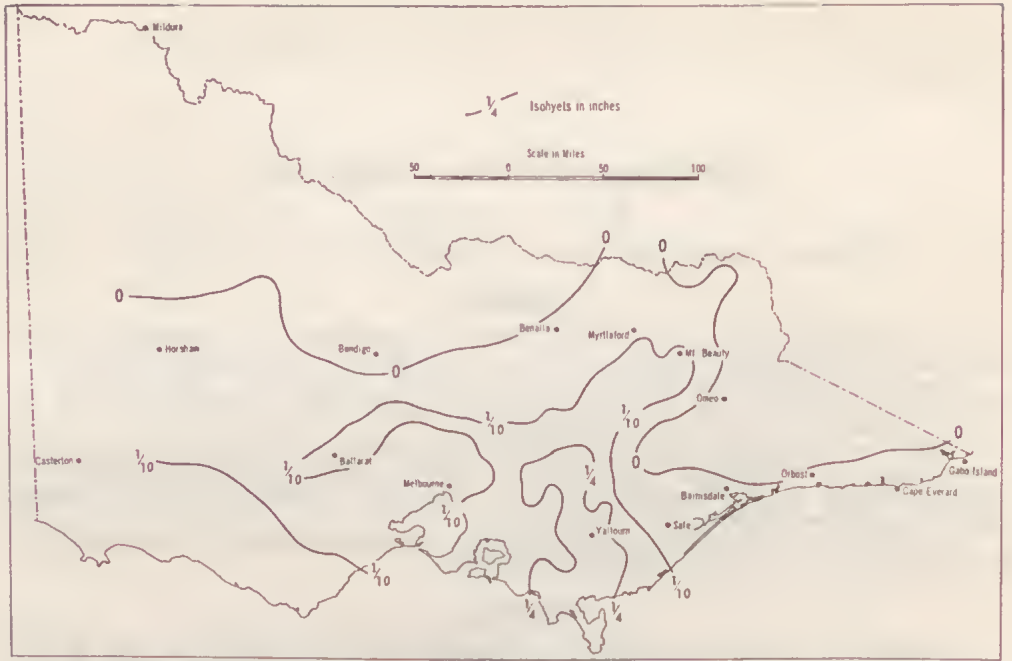 Mildura
1/4 Isohyets in inches
Scale in Miles
50 0 50 100
0
0
0
Benalla
Myrtleford
Horsham
Bendigo
Mt Beauty
0
Omeo
1/10
1/10
0
Casterton
1/10
Ballarat
1/10
1/4
0
Gabo Island
Melbourne
Orbost
Bairnsdale
Cape Everard
1/10
Sale
Yallourn
1/10
1/10
1/4
1/4